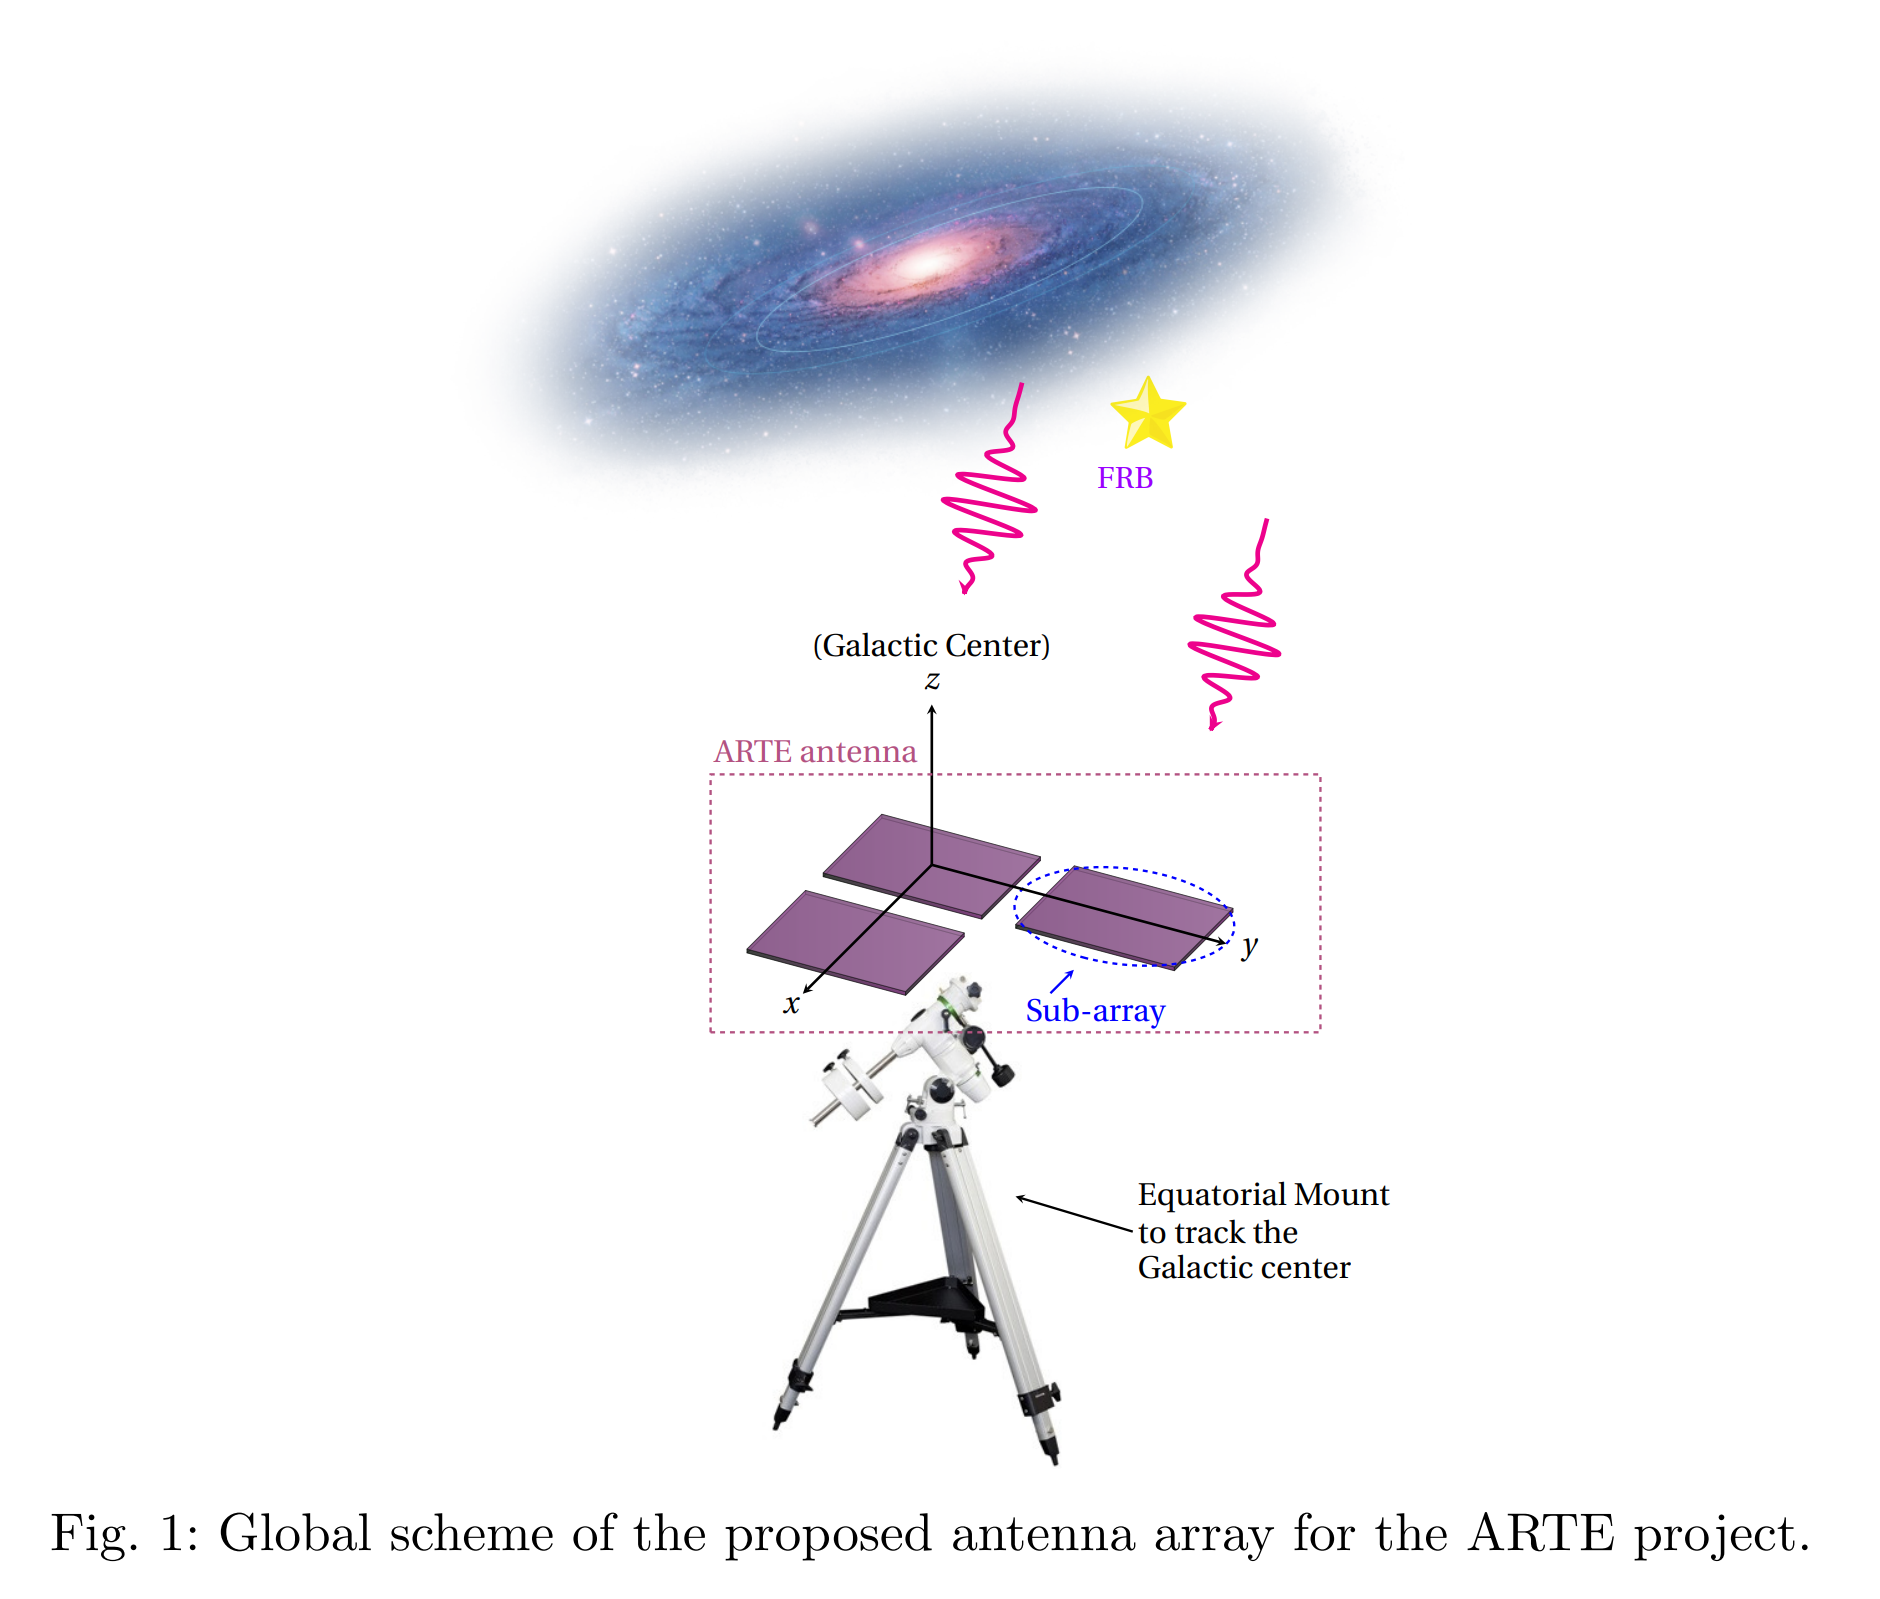 FRB
(Galactic Center)
z
ARTE antenna
y
x
Sub-array
Equatorial Mount
to track the
Galactic center
Fig. 1: Global scheme of the proposed antenna array for the ARTE project.